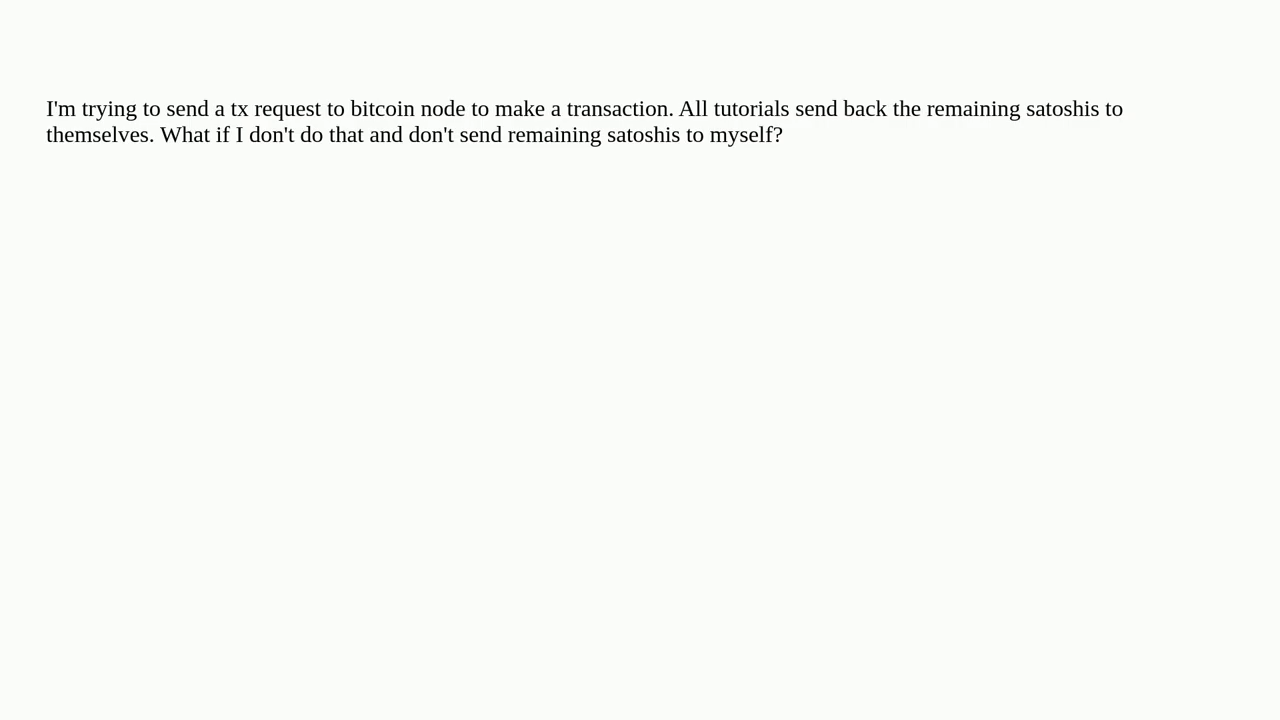 I'm trying to send a tx request to bitcoin node to make a transaction. All tutorials send back the remaining satoshis to
themselves. What if I don't do that and don't send remaining satoshis to myself?